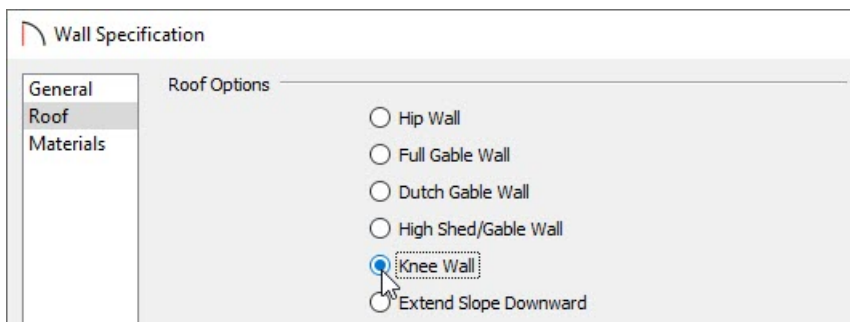 Wall Specification
General
Roof
Materials
Roof Options
Hip Wall
Full Gable Wall
Dutch Gable Wall
High Shed/Gable Wall
Knee Wall
Extend Slope Downward